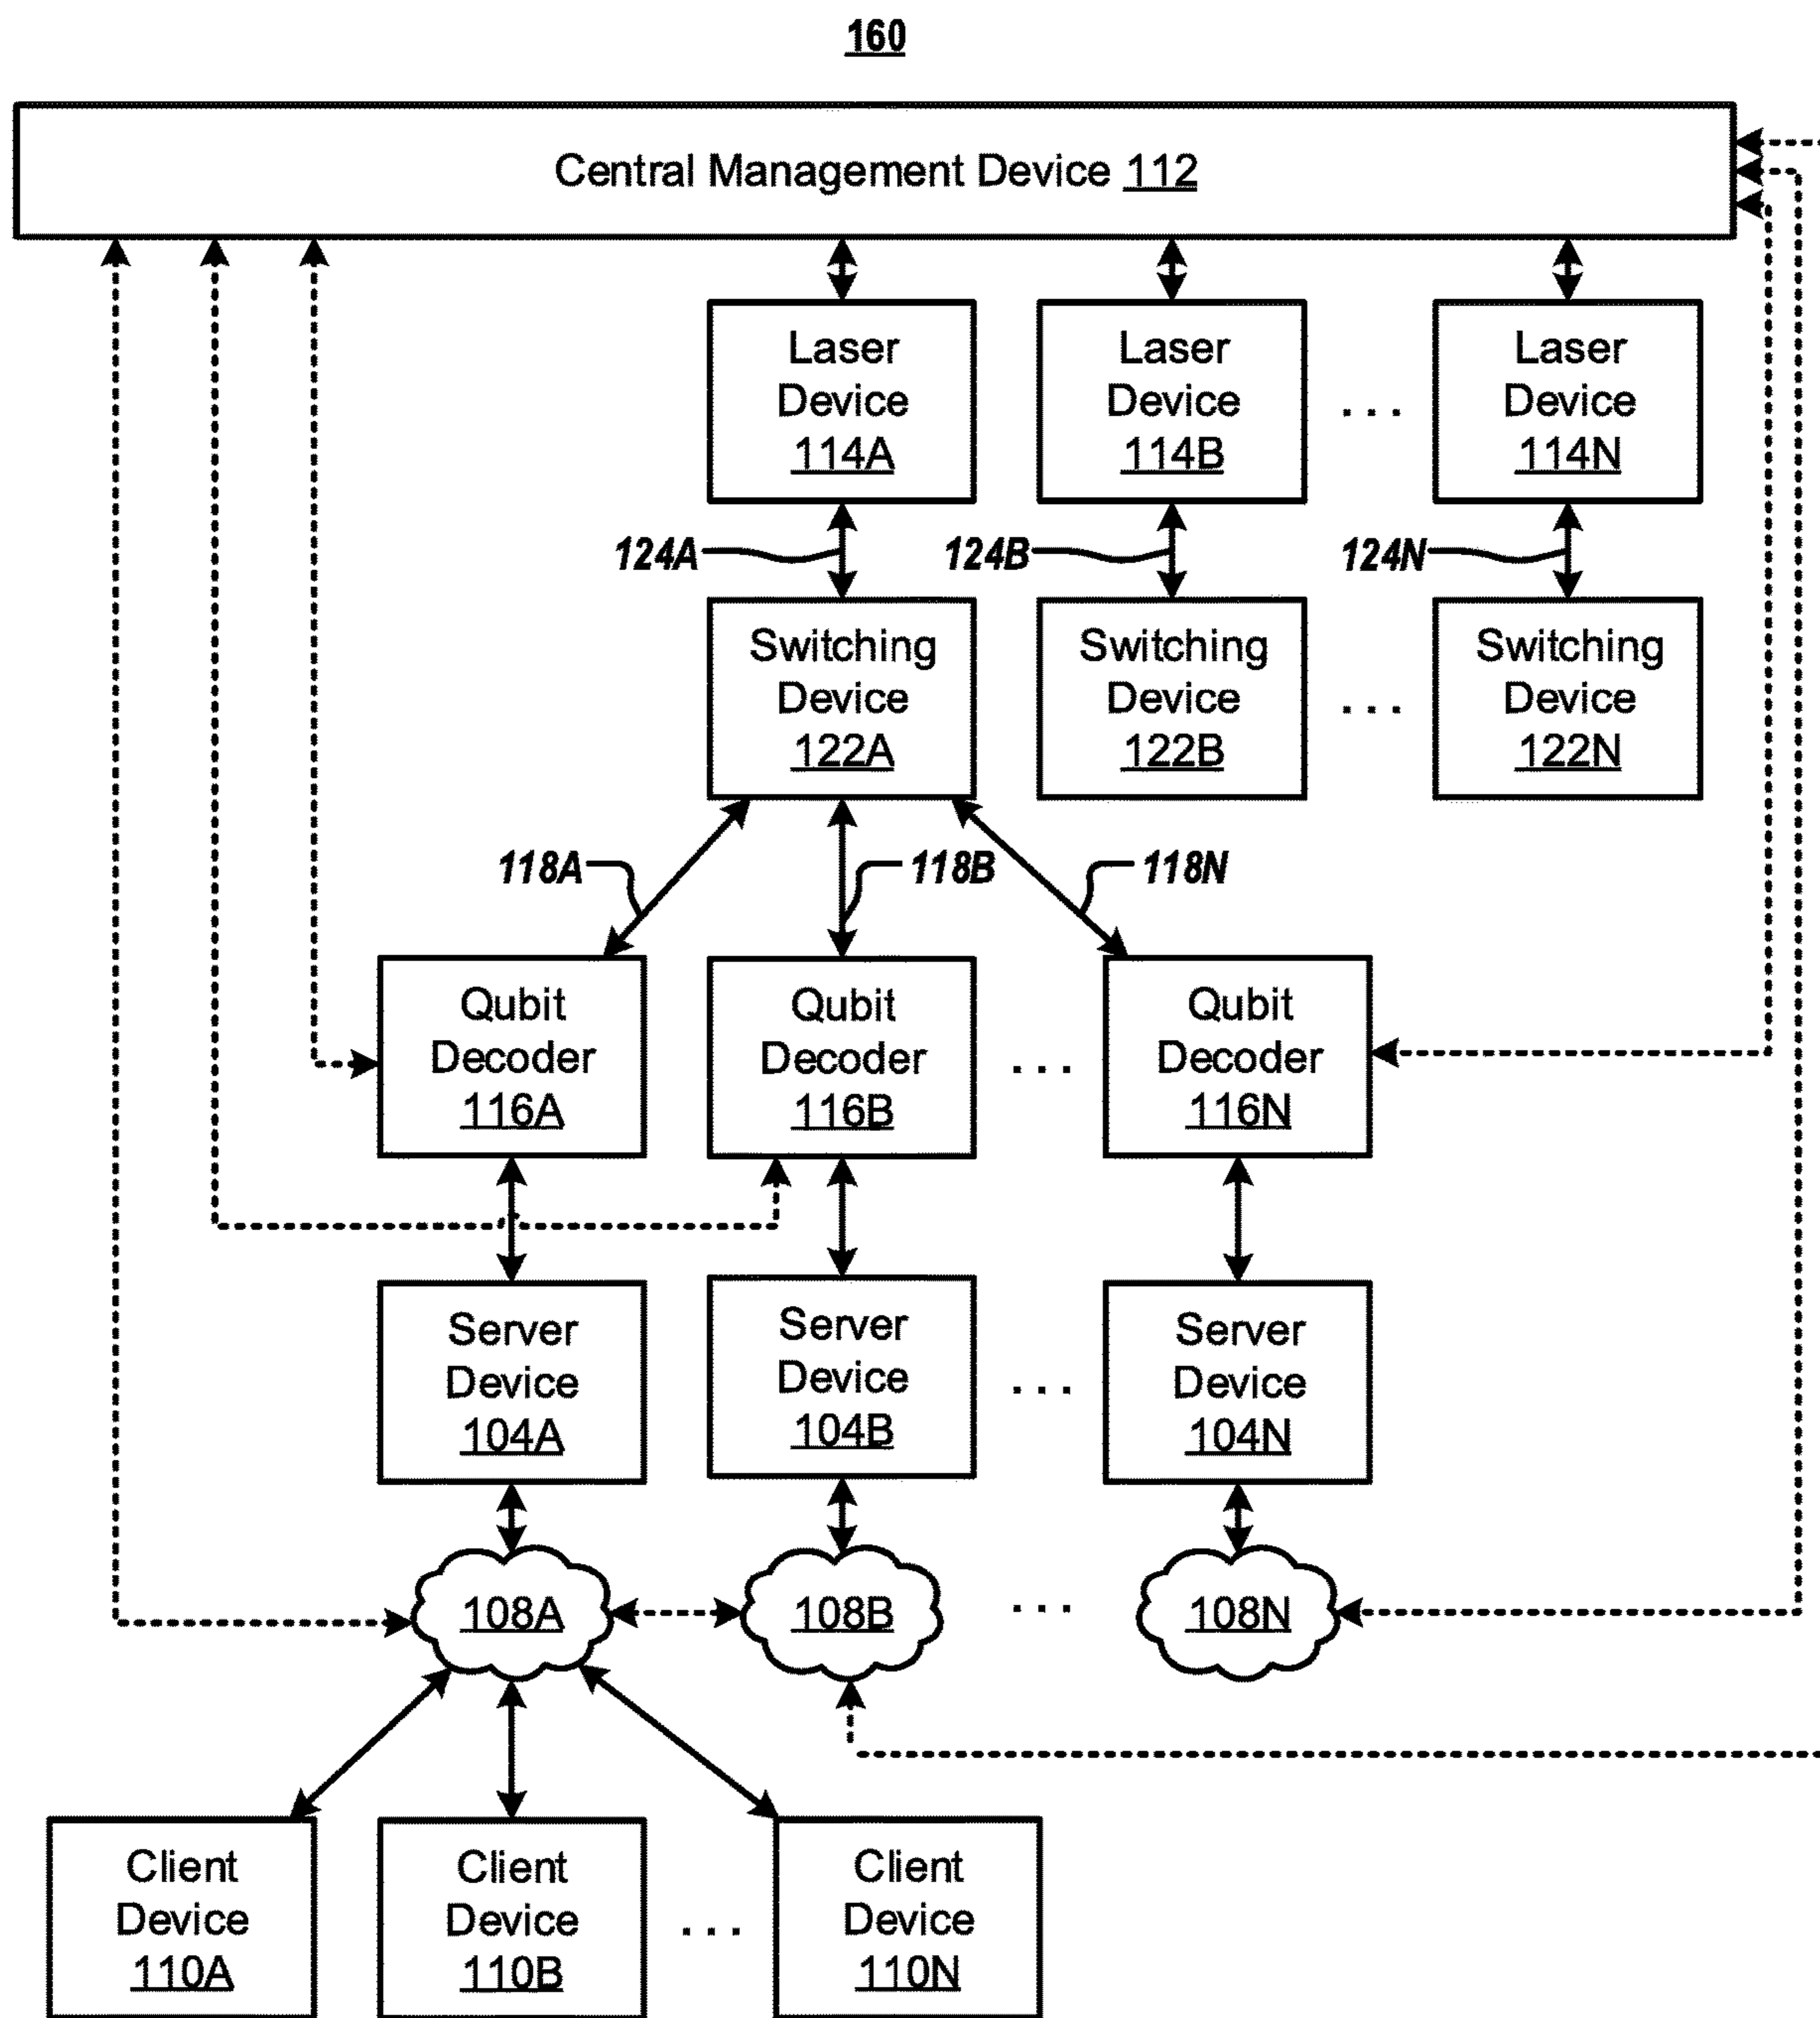 160
Central Management Device 112
Laser
Device
114A
Laser
Device
114B
. . .
Laser
Device
114N
124A
124B
124N
Switching
Device
122A
Switching
Device
122B
. . .
Switching
Device
122N
118A
118B
118N
Qubit
Decoder
116A
Qubit
Decoder
116B
. . .
Qubit
Decoder
116N
Server
Device
104A
Server
Device
104B
. . .
Server
Device
104N
108A
108B
. . .
108N
Client
Device
110A
Client
Device
110B
. . .
Client
Device
110N